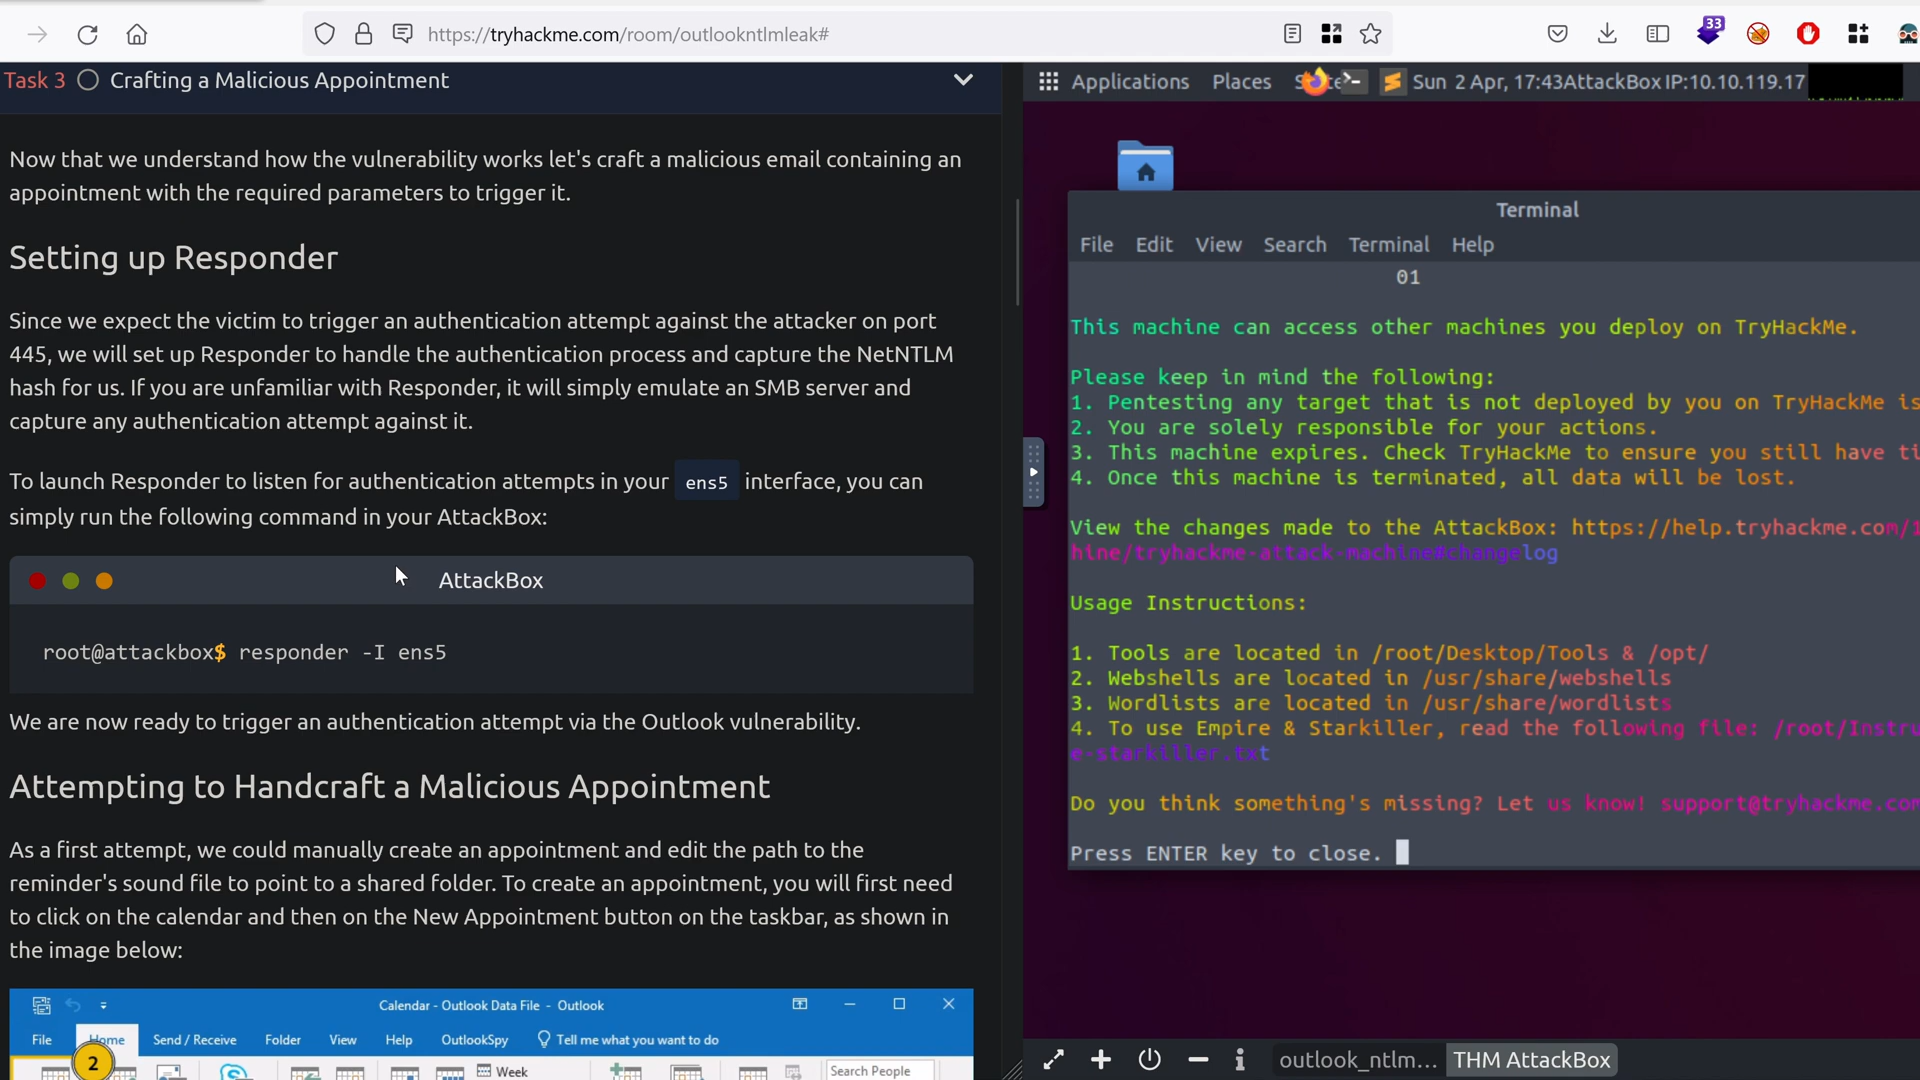 https://tryhackme.com/room/outlookntlmleak#
33
Task 3 Crafting a Malicious Appointment
Now that we understand how the vulnerability works let's craft a malicious email containing an
appointment with the required parameters to trigger it.
Setting up Responder
Since we expect the victim to trigger an authentication attempt against the attacker on port
445, we will set up Responder to handle the authentication process and capture the NetNTLM
hash for us. If you are unfamiliar with Responder, it will simply emulate an SMB server and
capture any authentication attempt against it.
To launch Responder to listen for authentication attempts in your ens5 interface, you can
simply run the following command in your AttackBox:
AttackBox
root@attackbox$ responder -I ens5
We are now ready to trigger an authentication attempt via the Outlook vulnerability.
Attempting to Handcraft a Malicious Appointment
As a first attempt, we could manually create an appointment and edit the path to the
reminder's sound file to point to a shared folder. To create an appointment, you will first need
to click on the calendar and then on the New Appointment button on the taskbar, as shown in
the image below:
Calendar - Outlook Data File - Outlook
File Home Send / Receive Folder View Help OutlookSpy Tell me what you want to do
2
Week
Search People
Applications Places Sun 2 Apr, 17:43 AttackBox IP:10.10.119.17
Terminal
File Edit View Search Terminal Help
01
This machine can access other machines you deploy on TryHackMe.
Please keep in mind the following:
1. Pentesting any target that is not deployed by you on TryHackMe is
2. You are solely responsible for your actions.
3. This machine expires. Check TryHackMe to ensure you still have ti
4. Once this machine is terminated, all data will be lost.
View the changes made to the AttackBox: https://help.tryhackme.com/1
hine/tryhackme-attack-machine#changelog
Usage Instructions:
1. Tools are located in /root/Desktop/Tools & /opt/
2. Webshells are located in /usr/share/webshells
3. Wordlists are located in /usr/share/wordlists
4. To use Empire & Starkiller, read the following file: /root/Instru
e-starkiller.txt
Do you think something's missing? Let us know! support@tryhackme.com
Press ENTER key to close.
outlook_ntlm... THM AttackBox